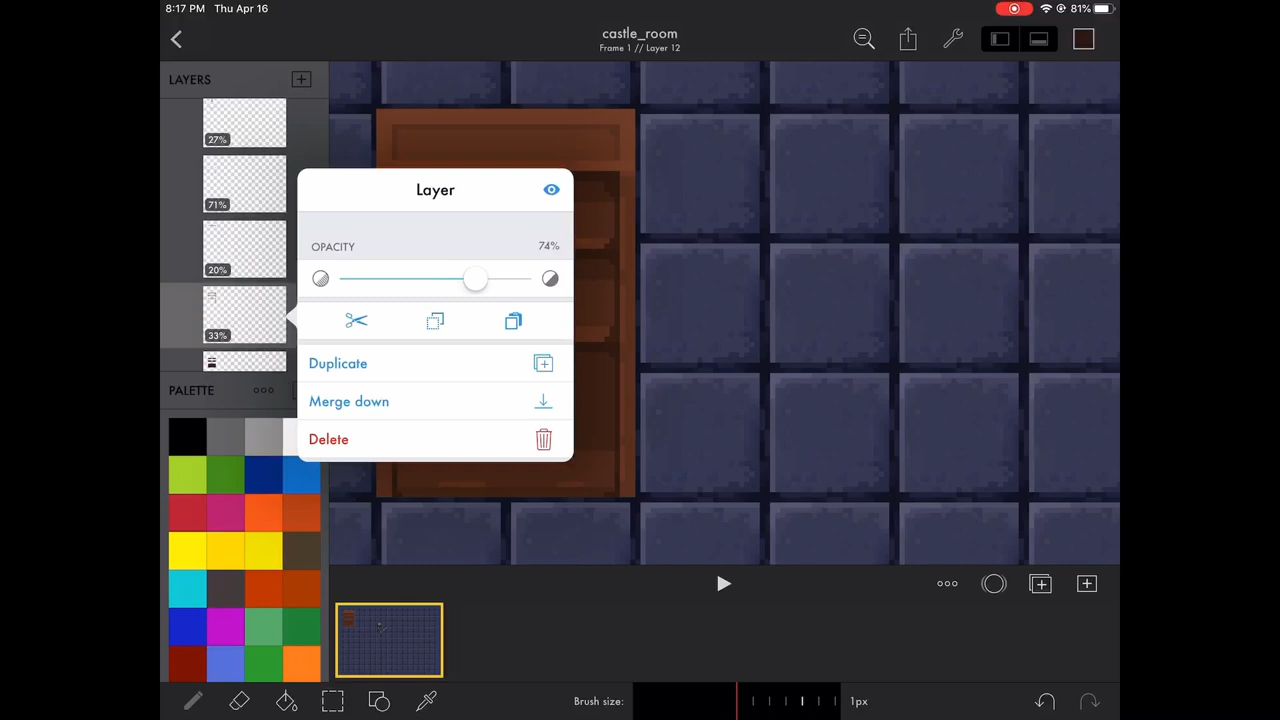 8:17 PM Thu Apr 16
81%
castle_room
Frame 1 // Layer 12
LAYERS
27%
71%
20%
33%
Layer
OPACITY
74%
Duplicate
Merge down
Delete
PALETTE
Brush size:
1px